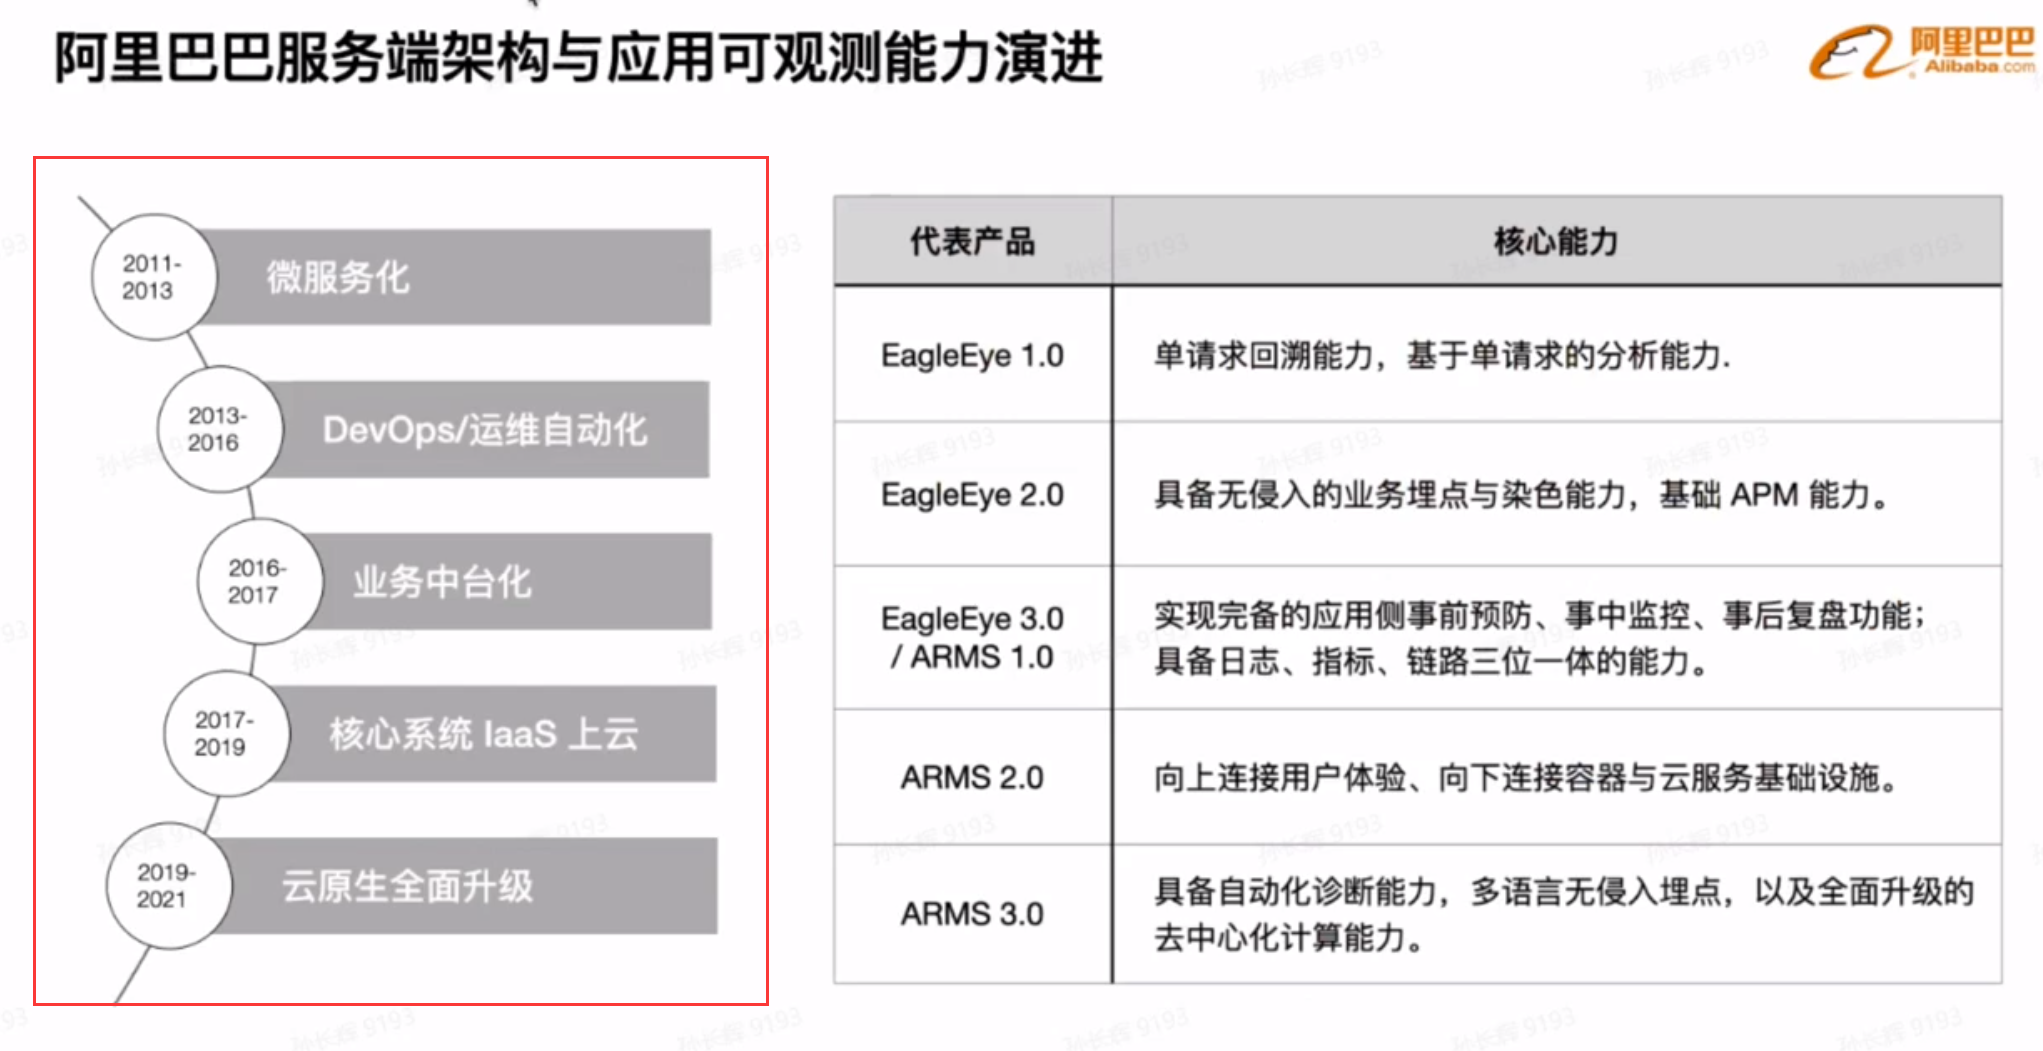 阿里巴巴服务端架构与应用可观测能力演进
阿里巴巴
Alibaba.com
2011-
2013
微服务化
2013-
2016
DevOps/运维自动化
2016-
2017
业务中台化
2017-
2019
核心系统 IaaS 上云
2019-
2021
云原生全面升级
代表产品
核心能力
EagleEye 1.0
单请求回溯能力，基于单请求的分析能力.
EagleEye 2.0
具备无侵入的业务埋点与染色能力，基础 APM 能力。
EagleEye 3.0
/ ARMS 1.0
实现完备的应用侧事前预防、事中监控、事后复盘功能；
具备日志、指标、链路三位一体的能力。
ARMS 2.0
向上连接用户体验、向下连接容器与云服务基础设施。
ARMS 3.0
具备自动化诊断能力，多语言无侵入埋点，以及全面升级的
去中心化计算能力。
孙长辉 9193